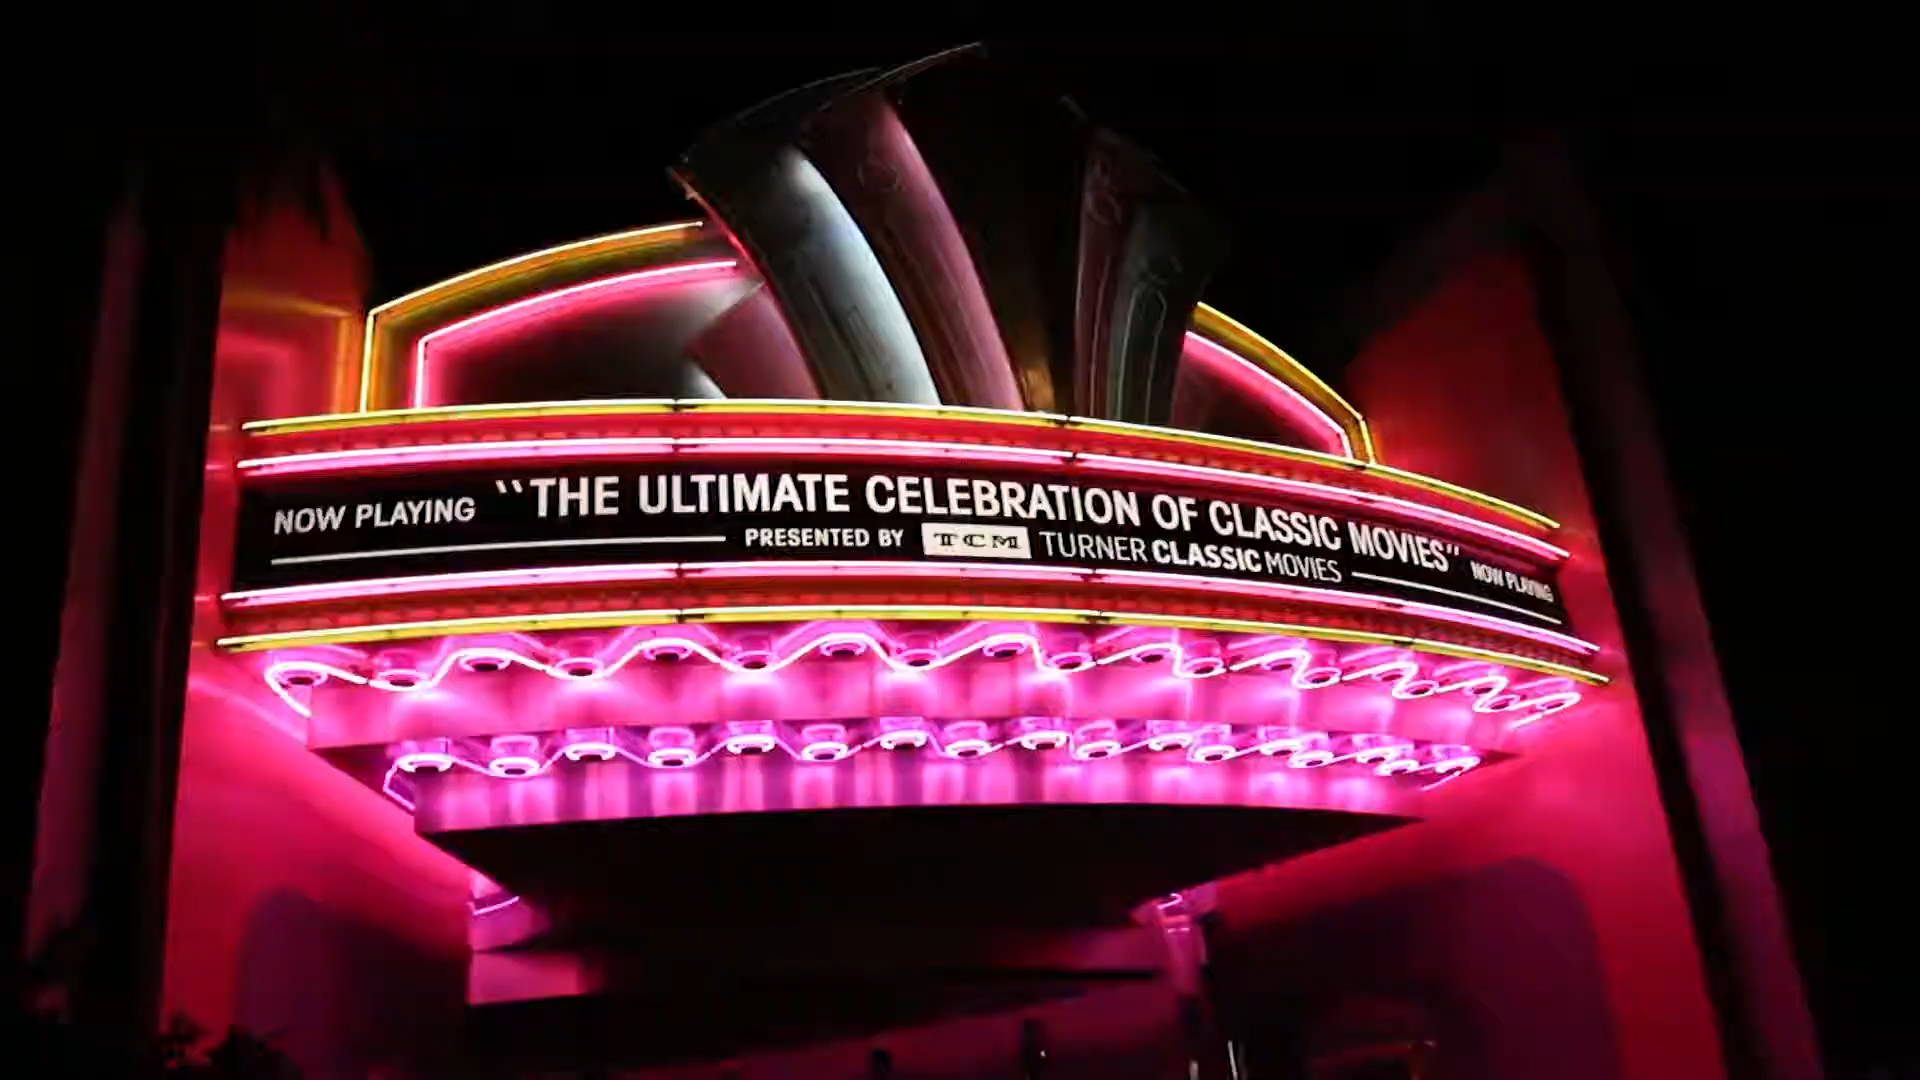 NOW PLAYING "THE ULTIMATE CELEBRATION OF CLASSIC MOVIES" NOW PLAYING
PRESENTED BY TCM TURNER CLASSIC MOVIES